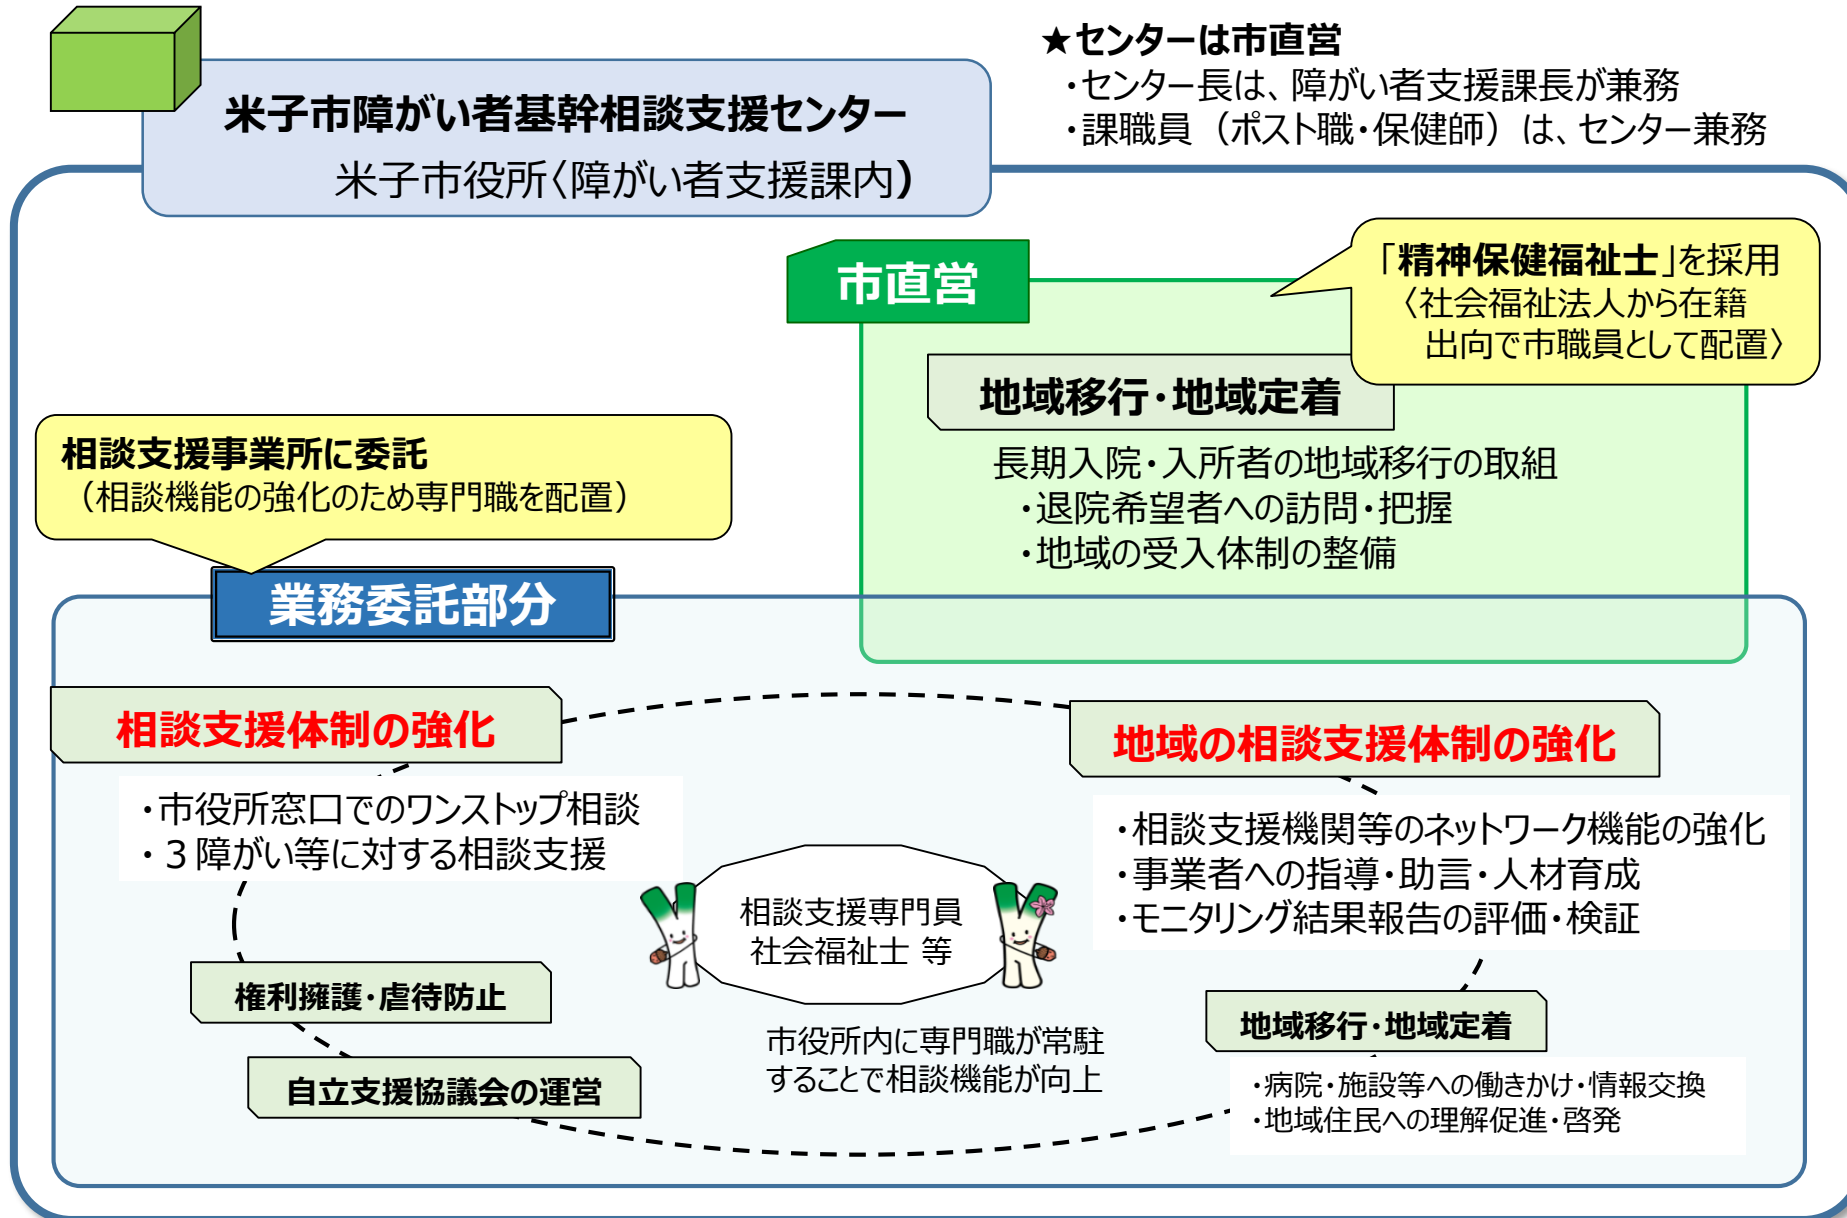 ★センターは市直営
・センター長は、障がい者支援課長が兼務
・課職員（ポスト職・保健師）は、センター兼務
米子市障がい者基幹相談支援センター
米子市役所〈障がい者支援課内)
市直営
「精神保健福祉士」を採用
〈社会福祉法人から在籍
出向で市職員として配置〉
地域移行・地域定着
長期入院・入所者の地域移行の取組
・退院希望者への訪問・把握
・地域の受入体制の整備
相談支援事業所に委託
（相談機能の強化のため専門職を配置）
業務委託部分
相談支援体制の強化
・市役所窓口でのワンストップ相談
・３障がい等に対する相談支援
地域の相談支援体制の強化
・相談支援機関等のネットワーク機能の強化
・事業者への指導・助言・人材育成
・モニタリング結果報告の評価・検証
相談支援専門員
社会福祉士 等
権利擁護・虐待防止
自立支援協議会の運営
市役所内に専門職が常駐
することで相談機能が向上
地域移行・地域定着
・病院・施設等への働きかけ・情報交換
・地域住民への理解促進・啓発